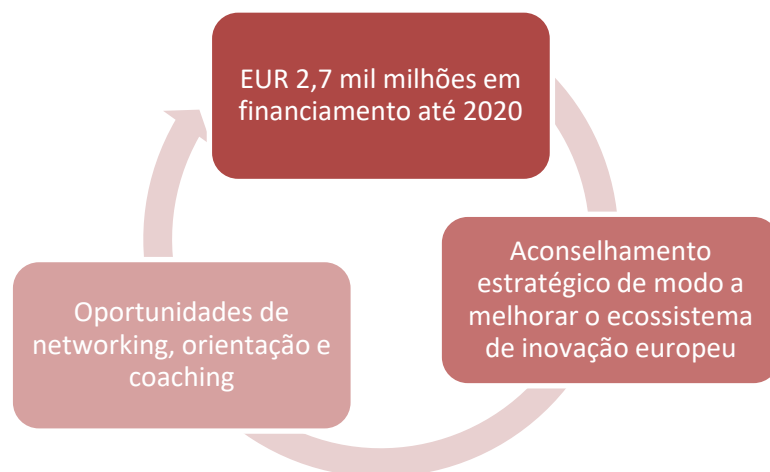 EUR 2,7 mil milhões em
financiamento até 2020
Aconselhamento
estratégico de modo a
melhorar o ecossistema
de inovação europeu
Oportunidades de
networking, orientação e
coaching